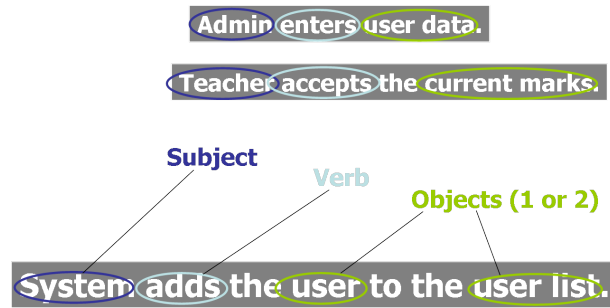 Admin enters user data.
Teacher accepts the current marks.
Subject
Verb
Objects (1 or 2)
System adds the user to the user list.